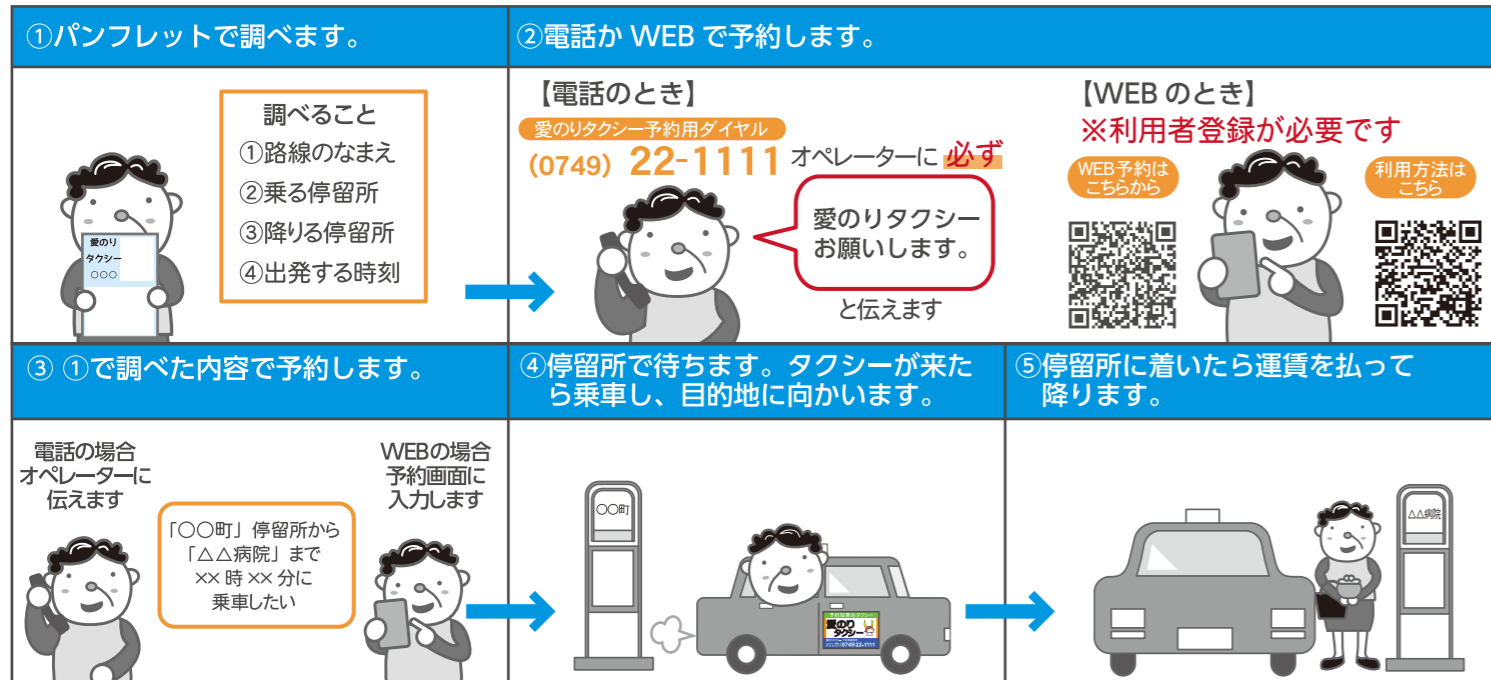 ①パンフレットで調べます。
調べること
①路線のなまえ
②乗る停留所
③降りる停留所
④出発する時刻
愛のり
タクシー
○○○
②電話か WEB で予約します。
【電話のとき】
愛のりタクシー予約用ダイヤル
(0749) 22-1111 オペレーターに 必ず
愛のりタクシー
お願いします。
と伝えます
【WEB のとき】
※利用者登録が必要です
WEB予約は
こちらから
利用方法は
こちら
③ ①で調べた内容で予約します。
電話の場合
オペレーターに
伝えます
「○○町」停留所から
「△△病院」まで
×× 時 ×× 分に
乗車したい
WEBの場合
予約画面に
入力します
④停留所で待ちます。タクシーが来た
ら乗車し、目的地に向かいます。
○○町
愛のり
タクシー
0749-22-1111
⑤停留所に着いたら運賃を払って
降ります。
△△病院